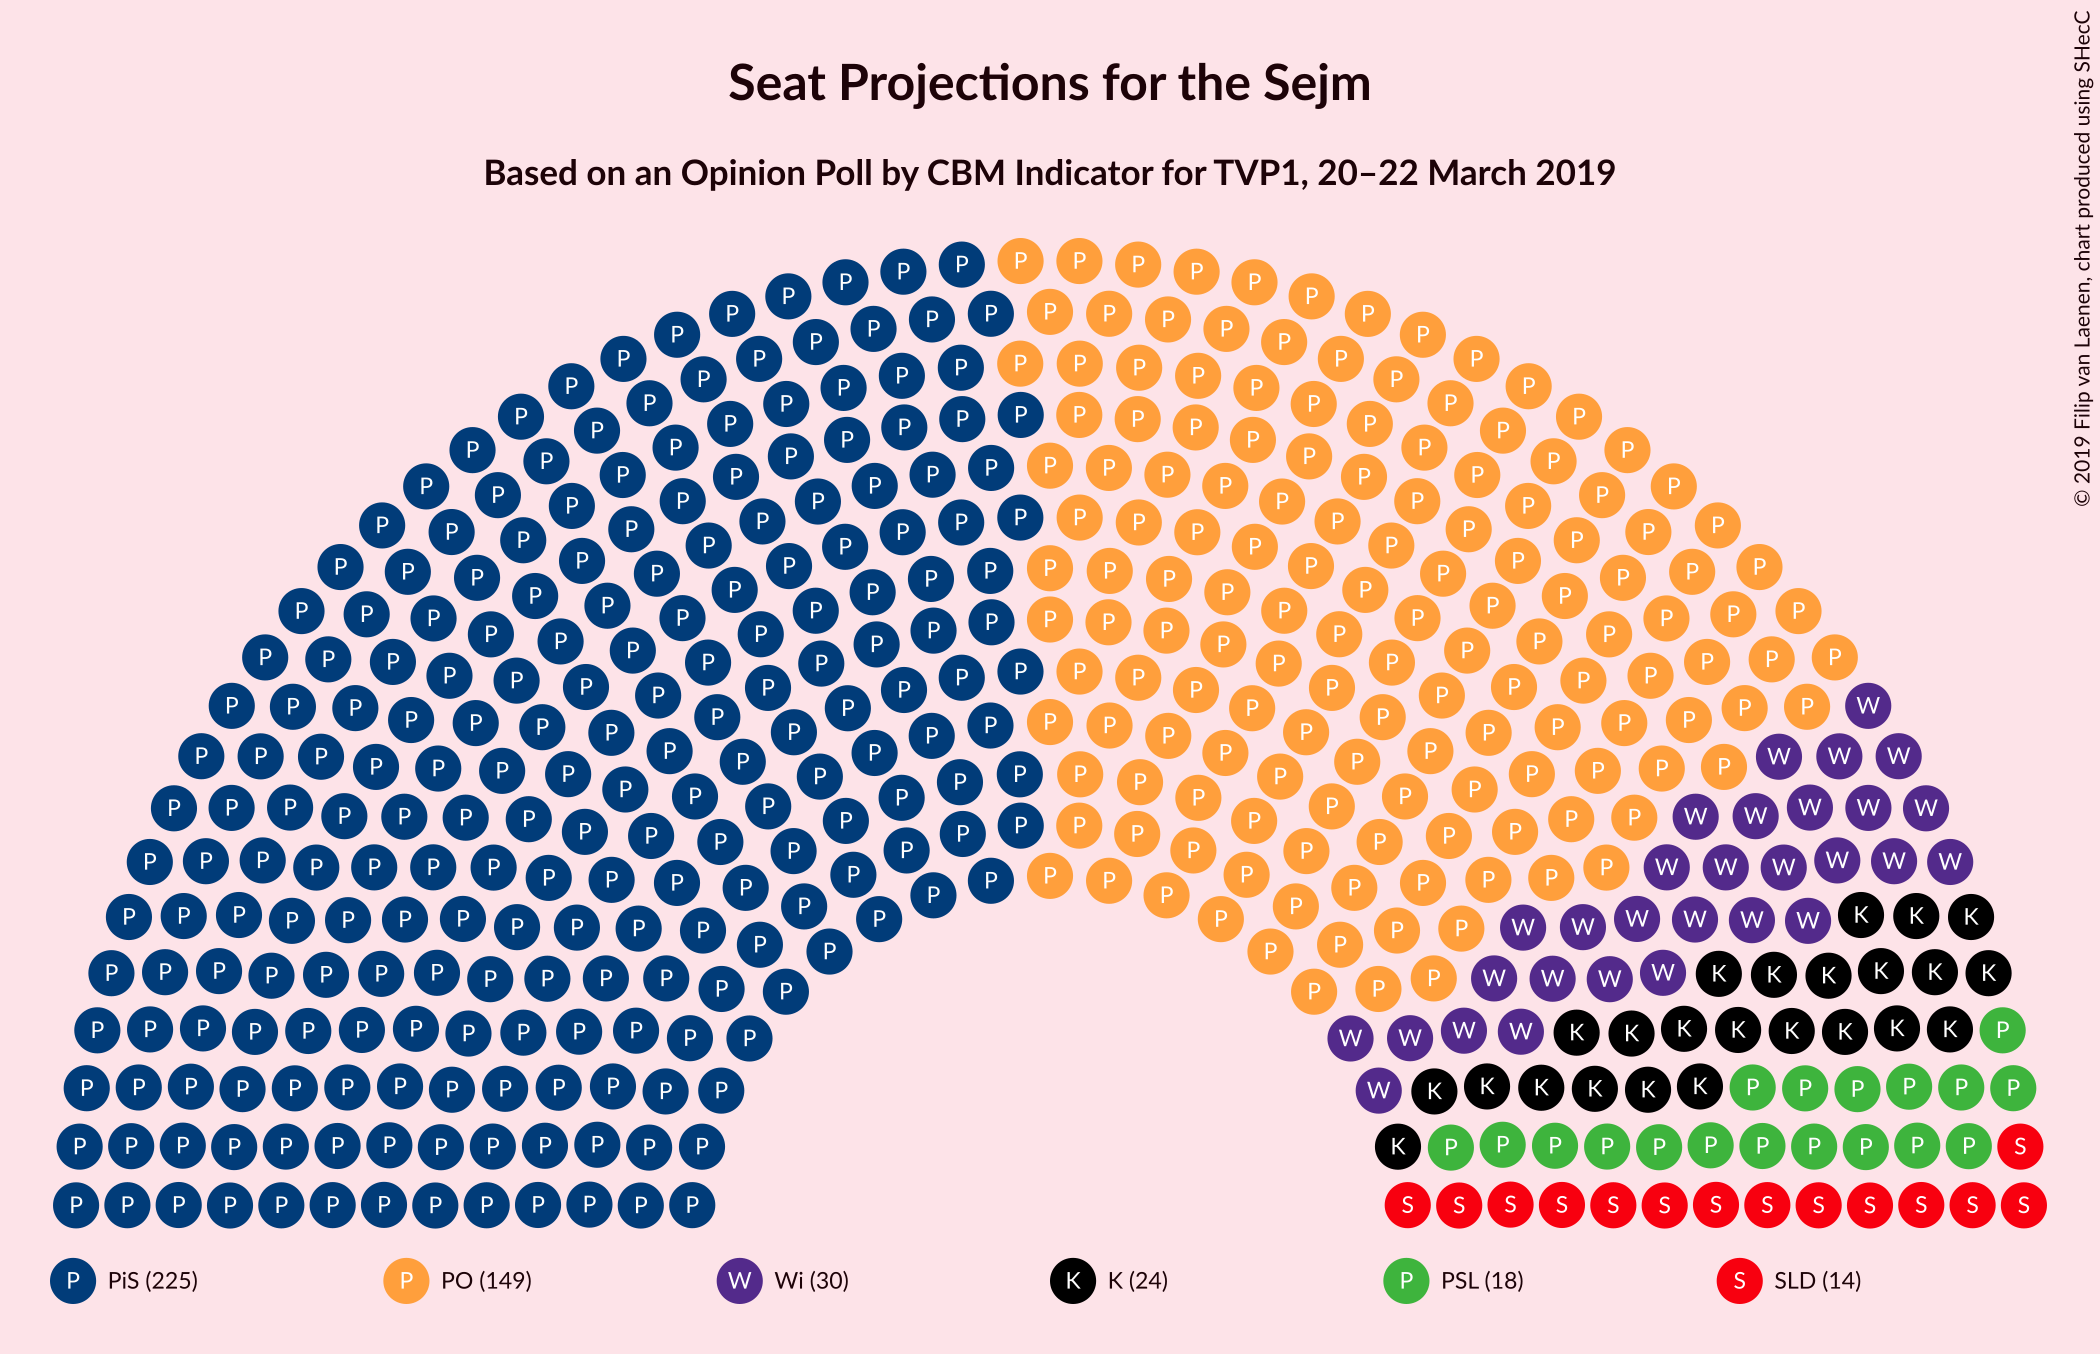 Seat Projections for the Sejm
Based on an Opinion Poll by CBM Indicator for TVP1, 20–22 March 2019
© 2019 Filip van Laenen, chart produced using SHecC
P PiS (225) P PO (149) W Wi (30) K K (24) P PSL (18) S SLD (14)